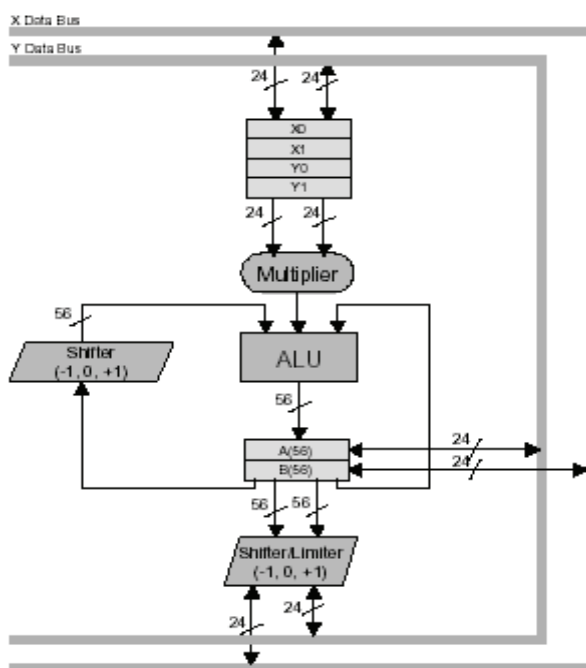 X Data Bus
Y Data Bus
24
24
X0
X1
Y0
Y1
24
24
Multiplier
56
Shifter
(-1, 0, +1)
ALU
56
A(56)
B(56)
24
24
56
56
Shifter/Limiter
(-1, 0, +1)
24
24